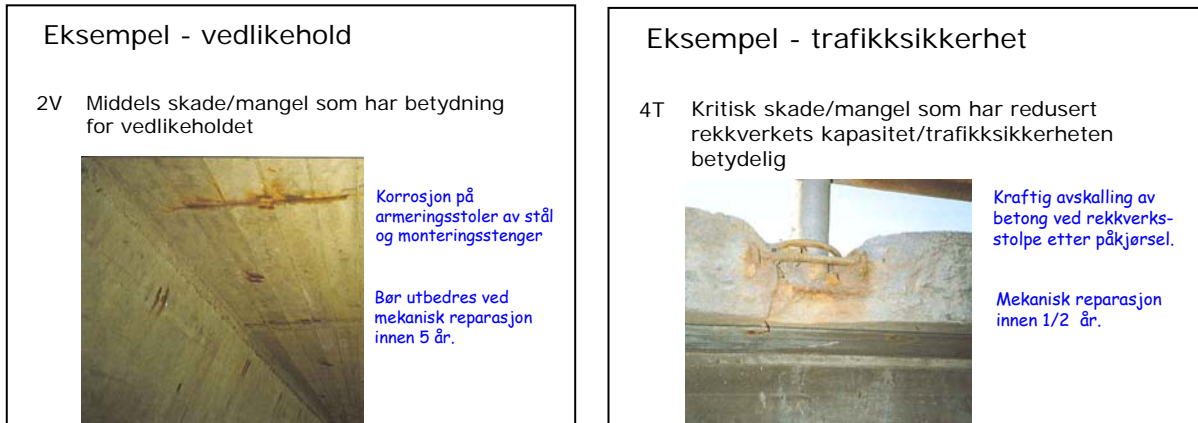 Eksempel - vedlikehold
2V Middels skade/mangel som har betydning
for vedlikeholdet
Korrosjon på
armeringsstoler av stål
og monteringsstenger
Bør utbedres ved
mekanisk reparasjon
innen 5 år.
Eksempel - trafikksikkerhet
4T Kritisk skade/mangel som har redusert
rekkverkets kapasitet/trafikksikkerheten
betydelig
Kraftig avskalling av
betong ved rekkverks-
stolpe etter påkjørsel.
Mekanisk reparasjon
innen 1/2 år.